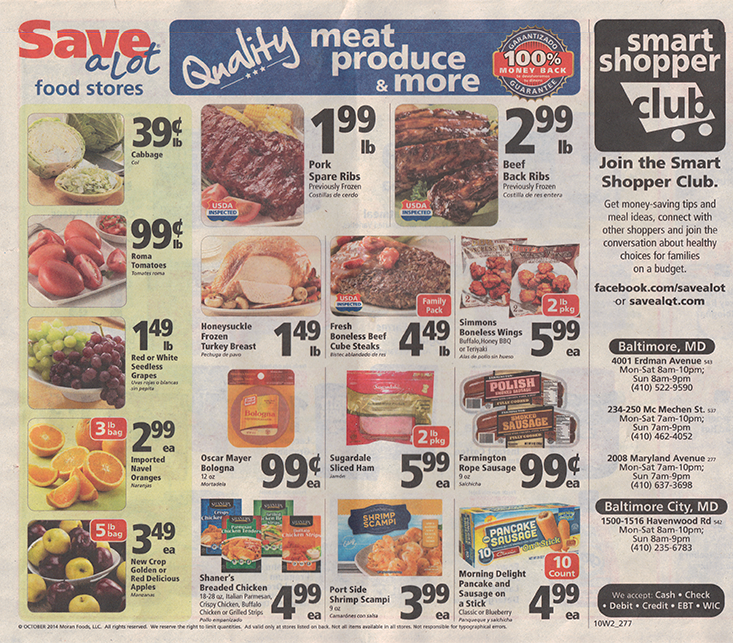 Save
a lot
food stores
Quality
meat
produce
& more
GARANTIZADO
100%
MONEY BACK
GUARANTEE
39¢
lb
Cabbage
Col
99¢
lb
Roma
Tomatoes
Tomates roma
1 49
lb
Red or White
Seedless
Grapes
Uvas rojas o blancas
sin pepita
3 lb
bag
2 99
ea
Imported
Navel
Oranges
Naranjas
5 lb
bag
3 49
ea
New Crop
Golden or
Red Delicious
Apples
Manzanas
USDA
INSPECTED
1 99
lb
Pork
Spare Ribs
Previously Frozen
Costillas de cerdo
USDA
INSPECTED
2 99
lb
Beef
Back Ribs
Previously Frozen
Costilla de res entera
Honeysuckle
Frozen
Turkey Breast
Pechuga de pavo
1 49
lb
USDA
INSPECTED
Family
Pack
Fresh
Boneless Beef
Cube Steaks
Bistec ablandado de res
4 49
lb
2 lb
pkg
Simmons
Boneless Wings
Buffalo, Honey BBQ
or Teriyaki
Alas de pollo sin hueso
5 99
ea
Bologna
Oscar Mayer
Bologna
12 oz
Mortadela
99¢
ea
2 lb
pkg
Sugardale
Sliced Ham
Jamón
5 99
ea
POLISH
SMOKED
SAUSAGE
Farmington
Rope Sausage
9 oz
Salchicha
99¢
ea
Shaner's
Breaded Chicken
18-28 oz, Italian Parmesan,
Crispy Chicken, Buffalo
Chicken or Grilled Strips
Pollo empanizado
4 99
ea
SHRIMP
SCAMPI
Port Side
Shrimp Scampi
9 oz
Camarónes con salsa
3 99
ea
PANCAKE
SAUSAGE
On-a-Stick
10
Classic
10
Count
Morning Delight
Pancake and
Sausage on
a Stick
Classic or Blueberry
Panqueque y salchicha
4 99
ea
smart
shopper
club
Join the Smart
Shopper Club.
Get money-saving tips and
meal ideas, connect with
other shoppers and join the
conversation about healthy
choices for families
on a budget.
facebook.com/savealot
or savealot.com
Baltimore, MD
4001 Erdman Avenue 543
Mon-Sat 8am-10pm;
Sun 8am-9pm
(410) 522-9590
234-250 Mc Mechen St. 537
Mon-Sat 7am-10pm;
Sun 7am-9pm
(410) 462-4052
2008 Maryland Avenue 277
Mon-Sat 7am-10pm;
Sun 7am-9pm
(410) 637-3698
Baltimore City, MD
1500-1516 Havenwood Rd 542
Mon-Sat 8am-10pm;
Sun 8am-9pm
(410) 235-6783
We accept: Cash • Check
• Debit • Credit • EBT • WIC
© OCTOBER 2014 Moran Foods, LLC. All rights reserved. We reserve the right to limit quantities. Ad valid only at stores listed on back. Not all items available in all stores. Not responsible for typographical errors.
10W2_277